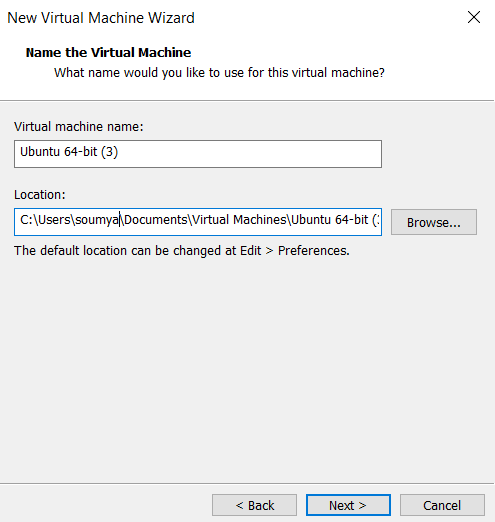 New Virtual Machine Wizard
Name the Virtual Machine
What name would you like to use for this virtual machine?
Virtual machine name:
Ubuntu 64-bit (3)
Location:
C:\Users\soumya\Documents\Virtual Machines\Ubuntu 64-bit (
Browse...
The default location can be changed at Edit > Preferences.
< Back
Next >
Cancel